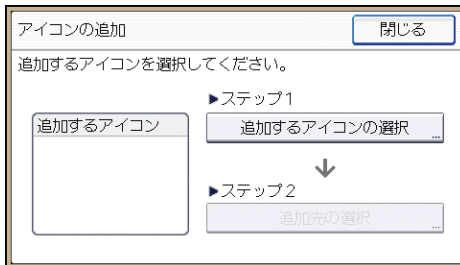 アイコンの追加 閉じる
追加するアイコンを選択してください。
▶ステップ1
追加するアイコン
追加するアイコンの選択 ...
▶ステップ2
追加先の選択 ...